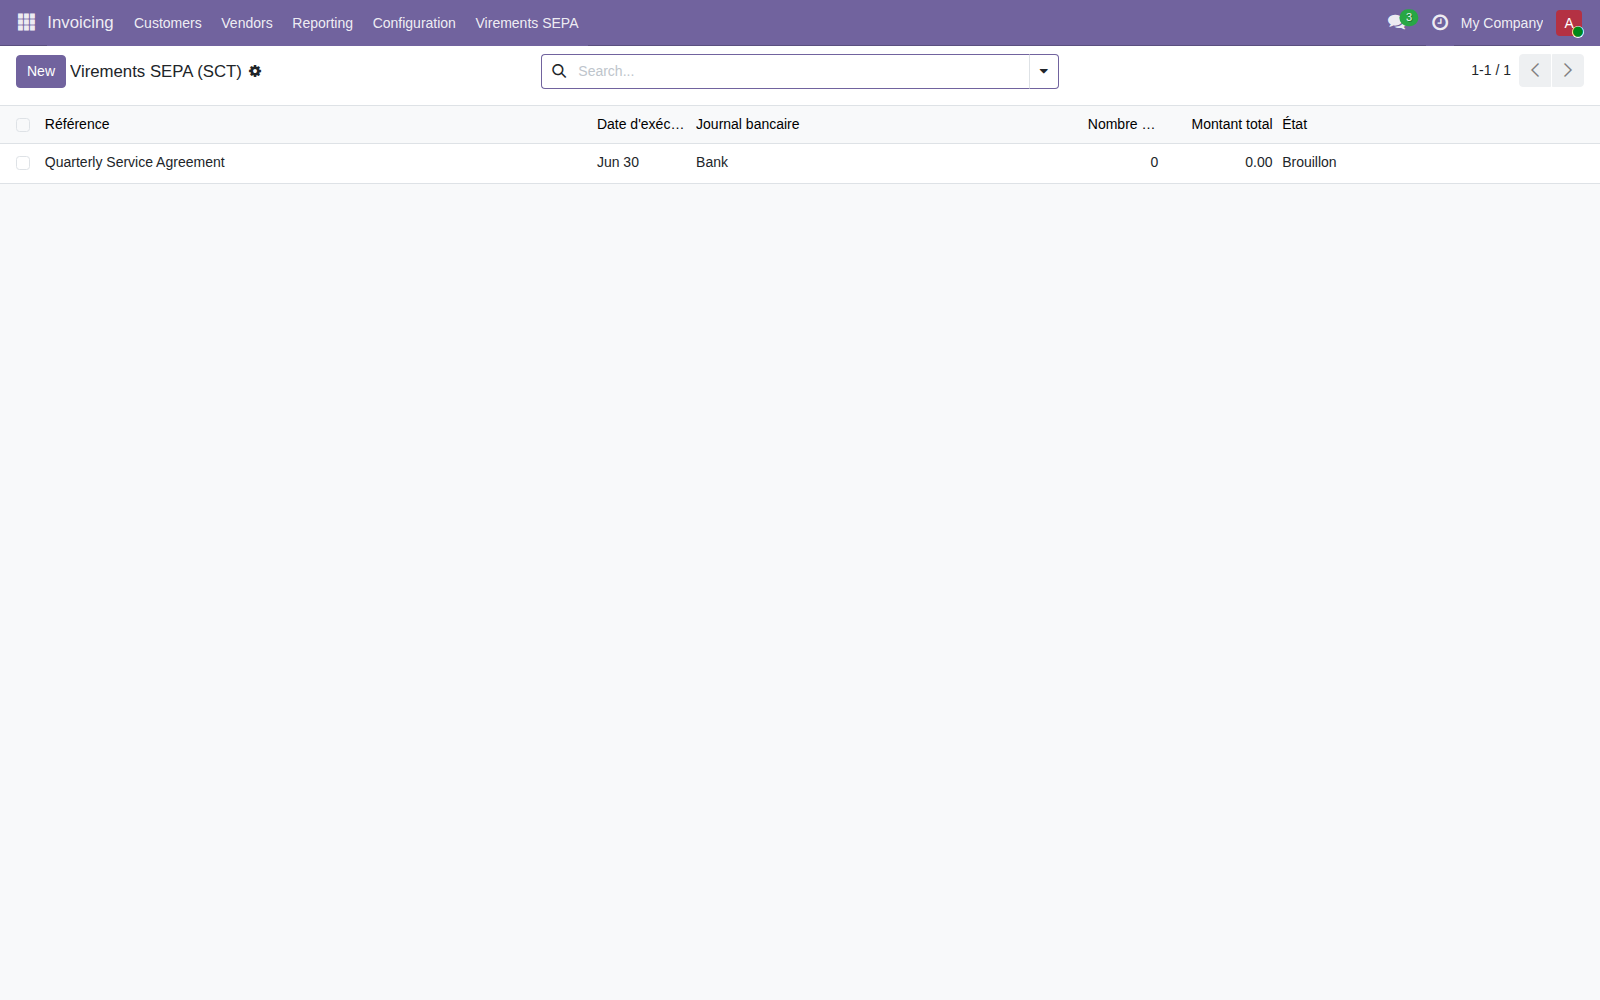 Invoicing Customers Vendors Reporting Configuration Virements SEPA 3 My Company A
New Virements SEPA (SCT) Search... 1-1 / 1
Référence Date d'exéc… Journal bancaire Nombre … Montant total État
Quarterly Service Agreement Jun 30 Bank 0 0.00 Brouillon